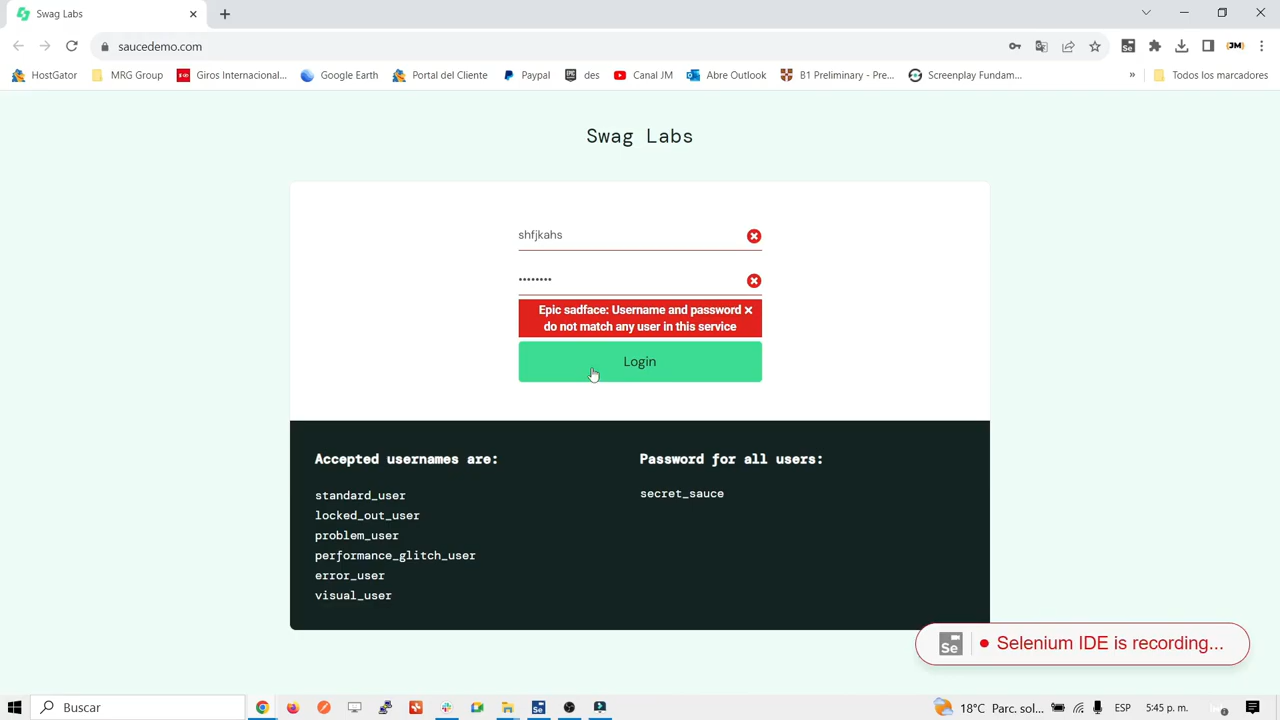 Swag Labs
saucedemo.com
HostGator
MRG Group
Giros Internacional...
Google Earth
Portal del Cliente
Paypal
des
Canal JM
Abre Outlook
B1 Preliminary - Pre...
Screenplay Fundam...
»
Todos los marcadores
Swag Labs
shfjkahs
••••••••
Epic sadface: Username and password
do not match any user in this service
Login
Accepted usernames are:
standard_user
locked_out_user
problem_user
performance_glitch_user
error_user
visual_user
Password for all users:
secret_sauce
Se
Selenium IDE is recording...
Buscar
18°C Parc. sol...
ESP
5:45 p. m.